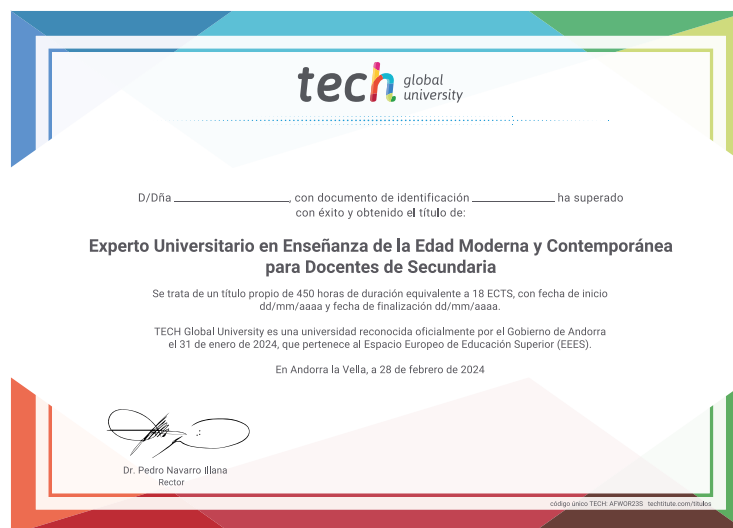 tech global university
D/Dña ____________, con documento de identificación ____________ ha superado
con éxito y obtenido el título de:
Experto Universitario en Enseñanza de la Edad Moderna y Contemporánea
para Docentes de Secundaria
Se trata de un título propio de 450 horas de duración equivalente a 18 ECTS, con fecha de inicio
dd/mm/aaaa y fecha de finalización dd/mm/aaaa.
TECH Global University es una universidad reconocida oficialmente por el Gobierno de Andorra
el 31 de enero de 2024, que pertenece al Espacio Europeo de Educación Superior (EEES).
En Andorra la Vella, a 28 de febrero de 2024
Dr. Pedro Navarro Illana
Rector
código único TECH: AFWOR23S techtitute.com/titulos